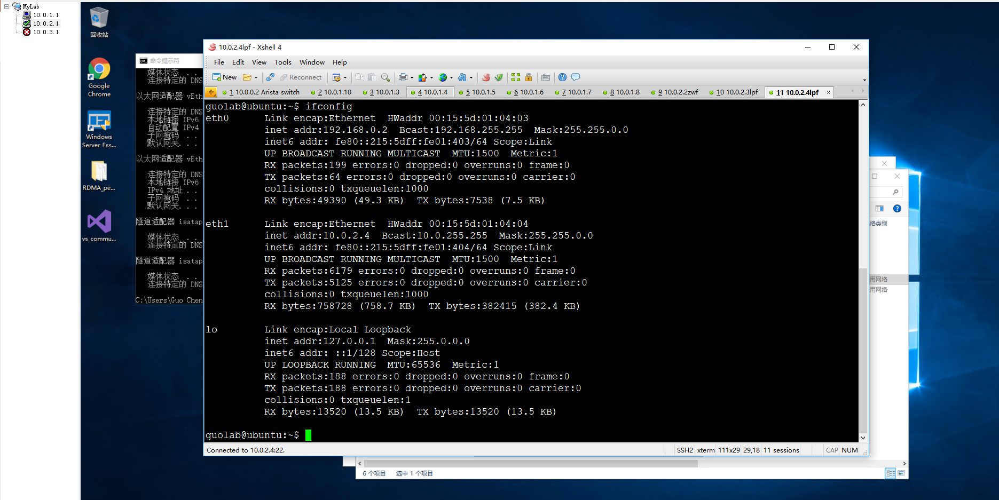 MyLab
10.0.1.1
10.0.2.1
10.0.3.1
回收站
Google
Chrome
Windows
Server Ess...
RDMA_pe...
vs_commu...
命令提示符
媒体状态 . .
连接特定的 DNS
以太网适配器 vEth
连接特定的 DNS
本地链接 IPv6
自动配置 IPv4
子网掩码 . .
默认网关. . .
以太网适配器 vEth
连接特定的 DNS
本地链接 IPv6
IPv4 地址 . .
子网掩码 . .
默认网关. . .
隧道适配器 isatap
媒体状态 . .
连接特定的 DNS
隧道适配器 isatap
媒体状态 . .
连接特定的 DNS
C:\Users\Guo Chen
10.0.2.4lpf - Xshell 4
File Edit View Tools Window Help
New Reconnect
1 10.0.0.2 Arista switch 2 10.0.1.10 3 10.0.1.3 4 10.0.1.4 5 10.0.1.5 6 10.0.1.6 7 10.0.1.7 8 10.0.1.8 9 10.0.2.2zwf 10 10.0.2.3lpf 11 10.0.2.4lpf
guolab@ubuntu:~$ ifconfig
eth0 Link encap:Ethernet HWaddr 00:15:5d:01:04:03
inet addr:192.168.0.2 Bcast:192.168.255.255 Mask:255.255.0.0
inet6 addr: fe80::215:5dff:fe01:403/64 Scope:Link
UP BROADCAST RUNNING MULTICAST MTU:1500 Metric:1
RX packets:199 errors:0 dropped:0 overruns:0 frame:0
TX packets:64 errors:0 dropped:0 overruns:0 carrier:0
collisions:0 txqueuelen:1000
RX bytes:49390 (49.3 KB) TX bytes:7538 (7.5 KB)
eth1 Link encap:Ethernet HWaddr 00:15:5d:01:04:04
inet addr:10.0.2.4 Bcast:10.0.255.255 Mask:255.255.0.0
inet6 addr: fe80::215:5dff:fe01:404/64 Scope:Link
UP BROADCAST RUNNING MULTICAST MTU:1500 Metric:1
RX packets:6179 errors:0 dropped:0 overruns:0 frame:0
TX packets:5125 errors:0 dropped:0 overruns:0 carrier:0
collisions:0 txqueuelen:1000
RX bytes:758728 (758.7 KB) TX bytes:382415 (382.4 KB)
lo Link encap:Local Loopback
inet addr:127.0.0.1 Mask:255.0.0.0
inet6 addr: ::1/128 Scope:Host
UP LOOPBACK RUNNING MTU:65536 Metric:1
RX packets:188 errors:0 dropped:0 overruns:0 frame:0
TX packets:188 errors:0 dropped:0 overruns:0 carrier:0
collisions:0 txqueuelen:1
RX bytes:13520 (13.5 KB) TX bytes:13520 (13.5 KB)
guolab@ubuntu:~$
Connected to 10.0.2.4:22. SSH2 xterm 111x29 29,18 11 sessions CAP NUM
络类别
用网络
用网络
6 个项目 选中 1 个项目